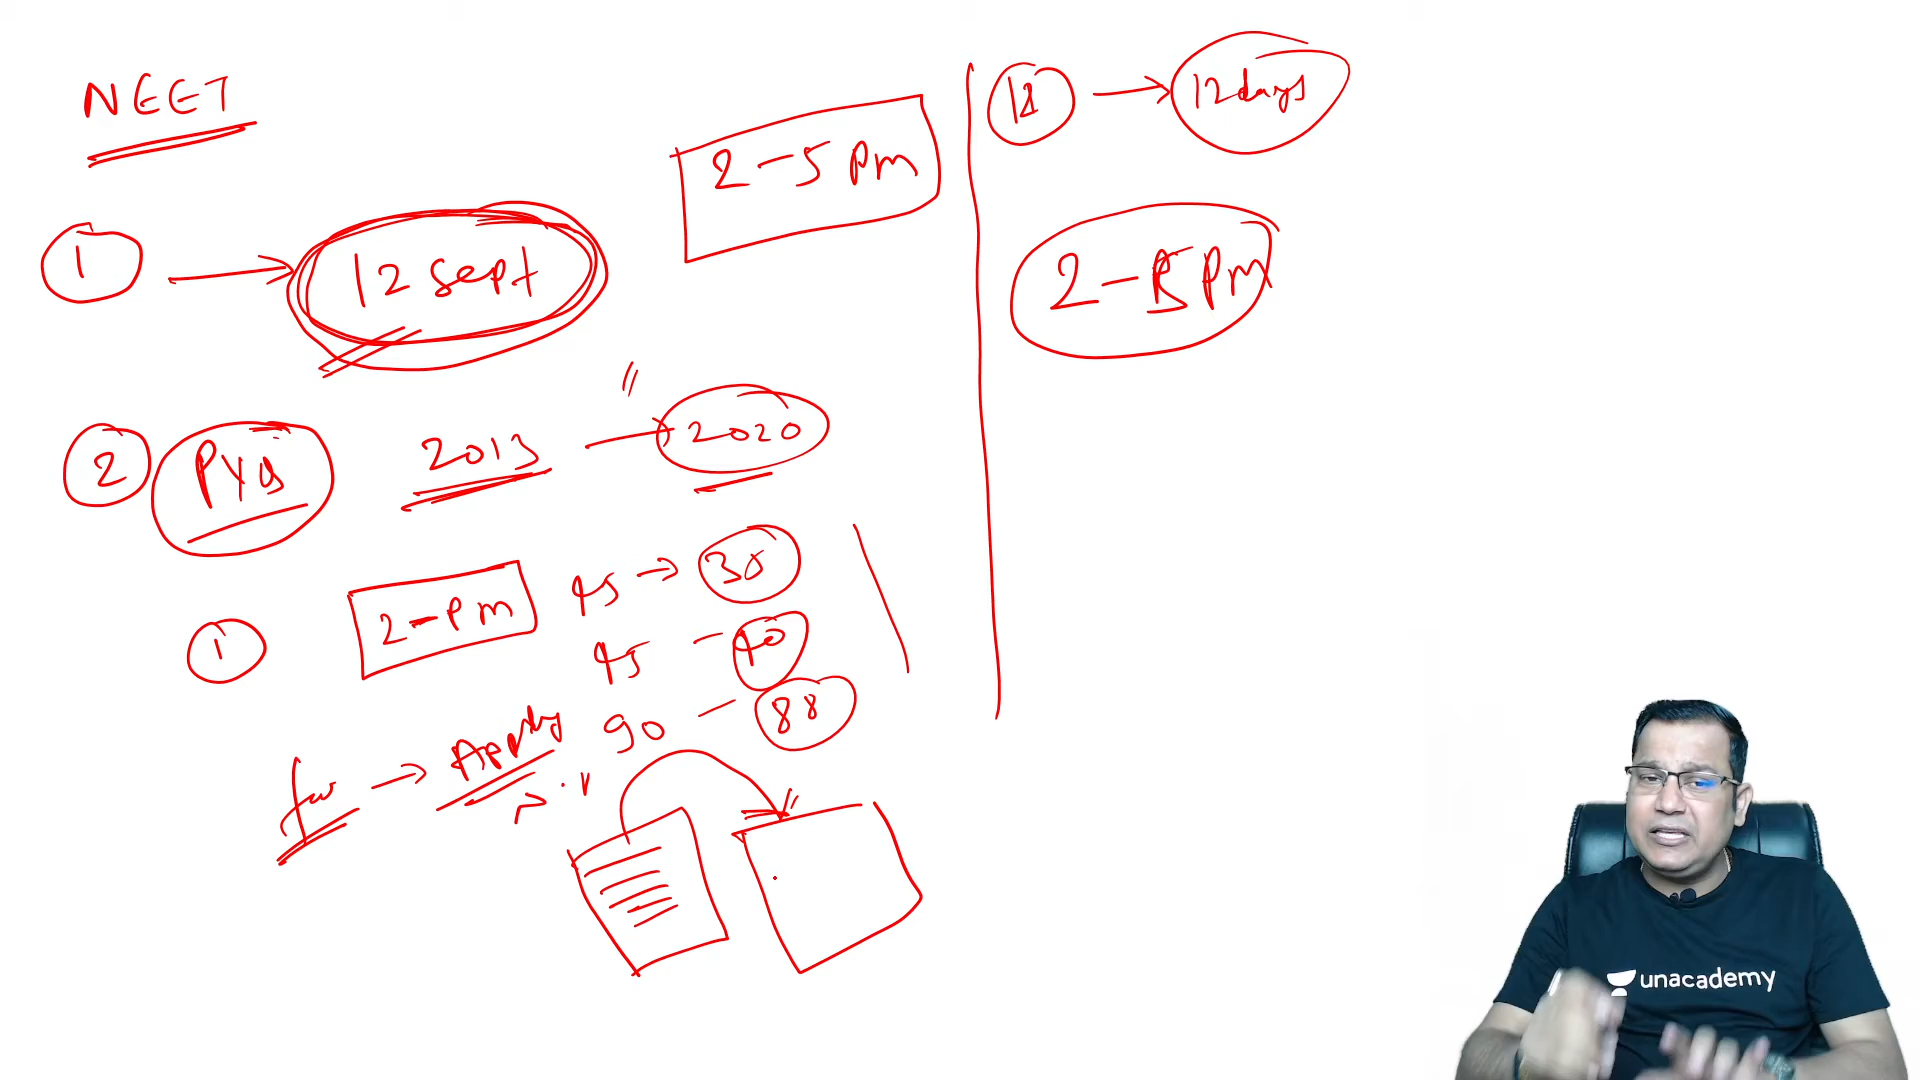 NEET
2-5 Pm
1 → 12 Sept
2 PYQ 2013 → 2020
1 2-Pm 45 → 30
45 - 40
90 - 88
for →
12 → 12 days
2-5 Pm
unacademy